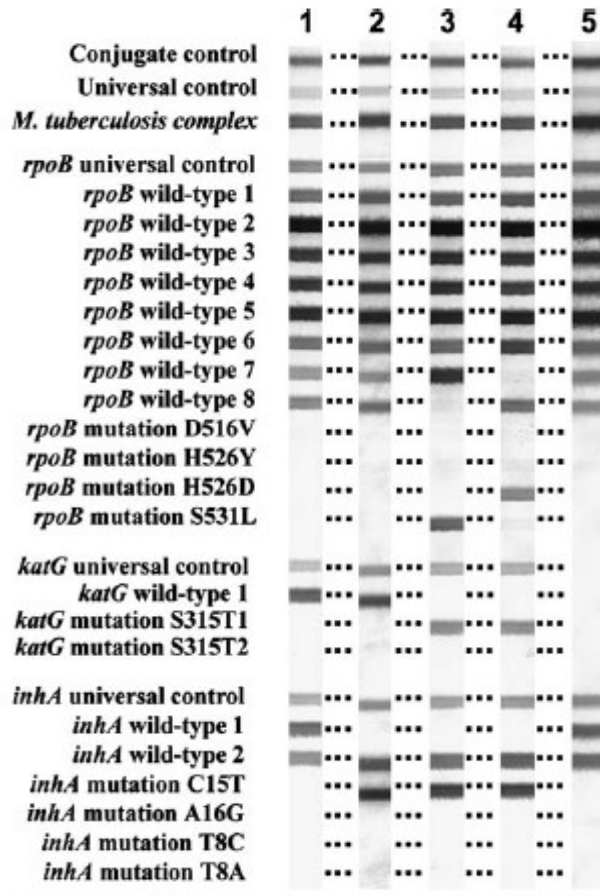 1 2 3 4 5
Conjugate control
Universal control
M. tuberculosis complex
rpoB universal control
rpoB wild-type 1
rpoB wild-type 2
rpoB wild-type 3
rpoB wild-type 4
rpoB wild-type 5
rpoB wild-type 6
rpoB wild-type 7
rpoB wild-type 8
rpoB mutation D516V
rpoB mutation H526Y
rpoB mutation H526D
rpoB mutation S531L
katG universal control
katG wild-type 1
katG mutation S315T1
katG mutation S315T2
inhA universal control
inhA wild-type 1
inhA wild-type 2
inhA mutation C15T
inhA mutation A16G
inhA mutation T8C
inhA mutation T8A